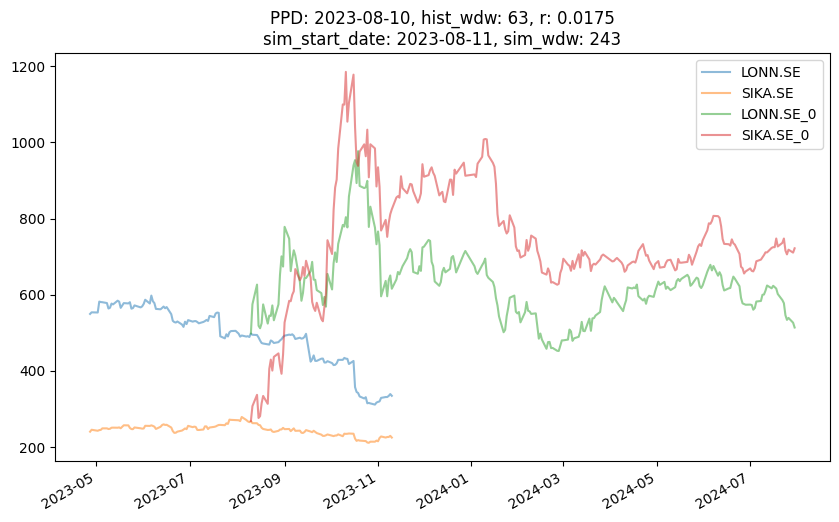 PPD: 2023-08-10, hist_wdw: 63, r: 0.0175
sim_start_date: 2023-08-11, sim_wdw: 243
LONN.SE
SIKA.SE
LONN.SE_0
SIKA.SE_0
1200
1000
800
600
400
200
2023-05
2023-07
2023-09
2023-11
2024-01
2024-03
2024-05
2024-07